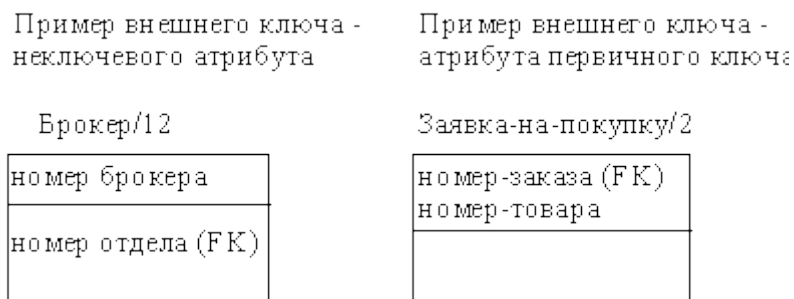 Пример внешнего ключа -
неключевого атрибута
Пример внешнего ключа -
атрибута первичного ключа
Брокер/12
номер брокера
номер отдела (FK)
Заявка-на-покупку/2
номер-заказа (FK)
номер-товара